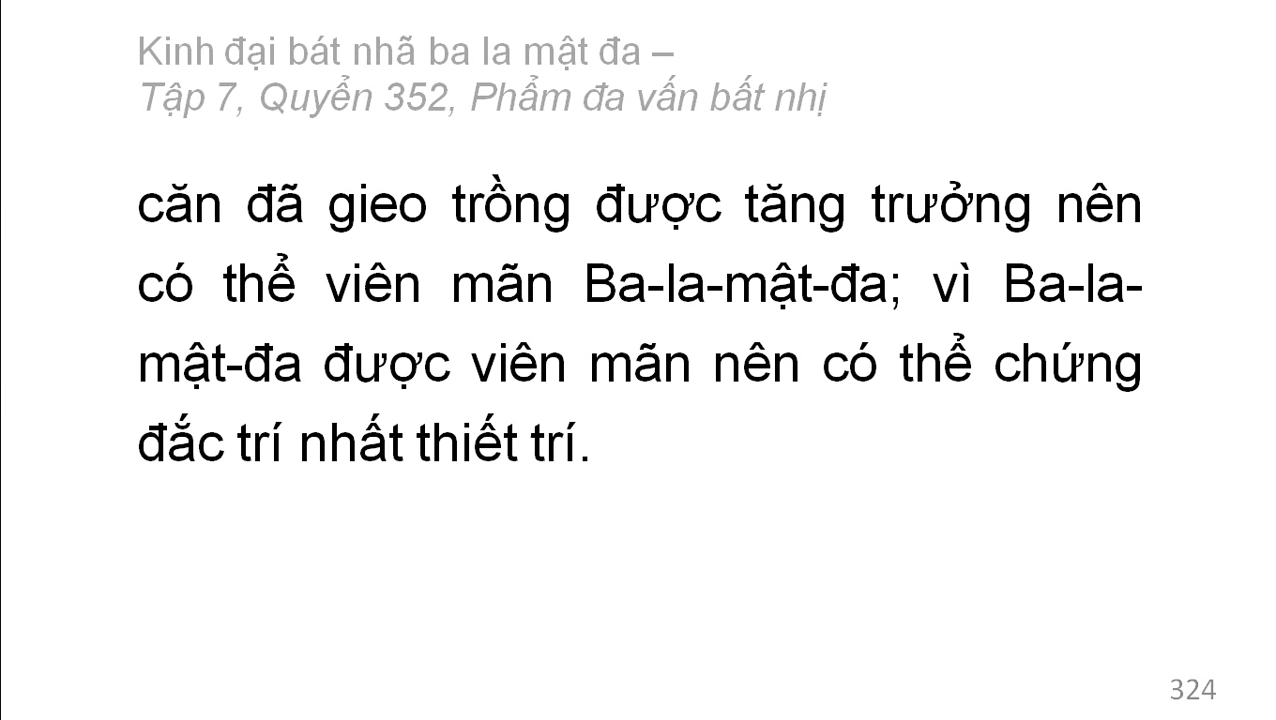 Kinh đại bát nhã ba la mật đa –
Tập 7, Quyển 352, Phẩm đa vấn bất nhị
căn đã gieo trồng được tăng trưởng nên
có thể viên mãn Ba-la-mật-đa; vì Ba-la-
mật-đa được viên mãn nên có thể chứng
đắc trí nhất thiết trí.
324